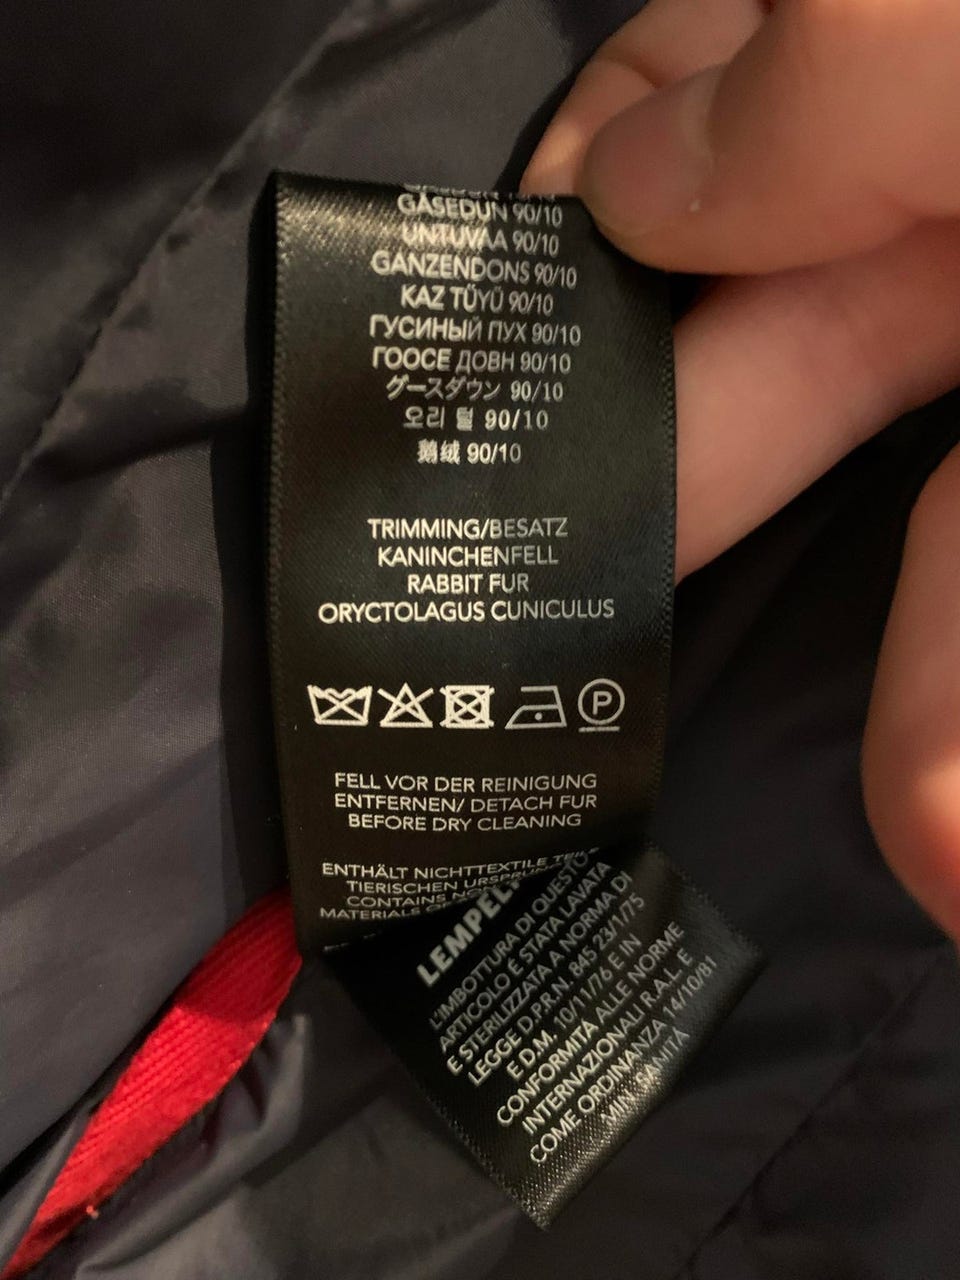 GÅSEDUN 90/10
UNTUVAA 90/10
GANZENDONS 90/10
KAZ TÜYÜ 90/10
ГУСИНЫЙ ПУХ 90/10
ГООСЕ ДОВН 90/10
グースダウン 90/10
오리 털 90/10
鹅绒 90/10
TRIMMING/BESATZ
KANINCHENFELL
RABBIT FUR
ORYCTOLAGUS CUNICULUS
P
FELL VOR DER REINIGUNG
ENTFERNEN/ DETACH FUR
BEFORE DRY CLEANING
ENTHÄLT NICHTTEXTILE
TIERISCHEN
CONTAINS
MATERIALS
L'IMBOTTURA DI QUESTO
ARTICOLO È STATA LAVATA
E STERILIZZATA A NORMA DI
LEGGE D.P.R.N. 845 23/1/75
E D.M. 10/11/76 E IN
CONFORMITÀ ALLE NORME
INTERNAZIONALI R.A.L. E
COME ORDINANZA 14/10/81
SANITÀ